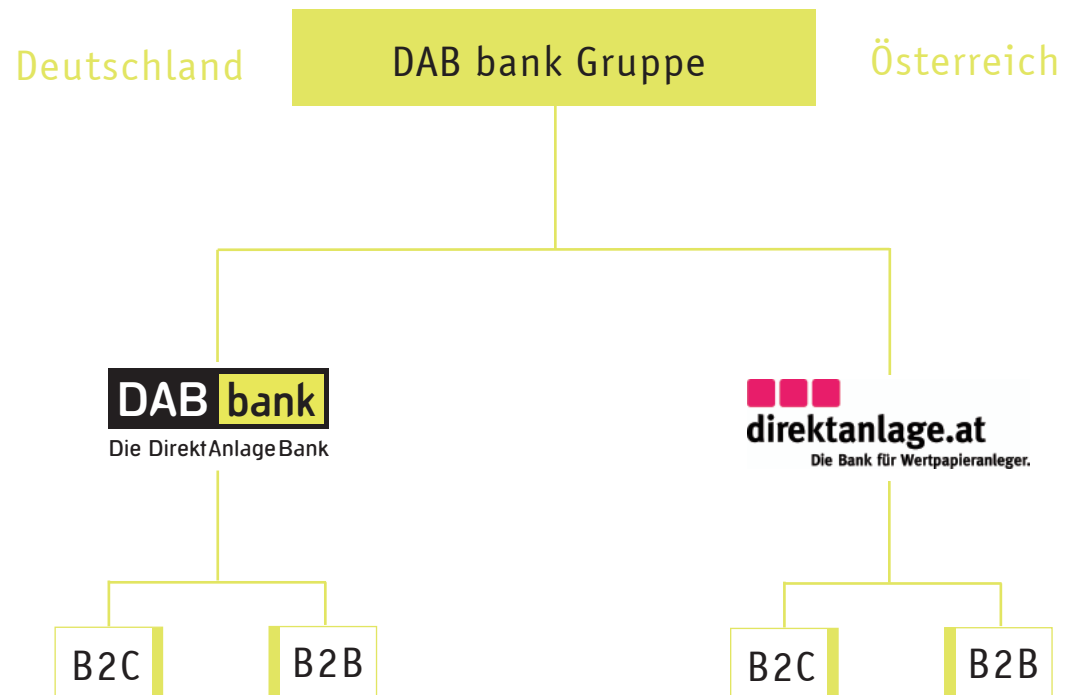 Deutschland
DAB bank Gruppe
Österreich
DAB bank
Die DirektAnlageBank
direktanlage.at
Die Bank für Wertpapieranleger.
B2C
B2B
B2C
B2B